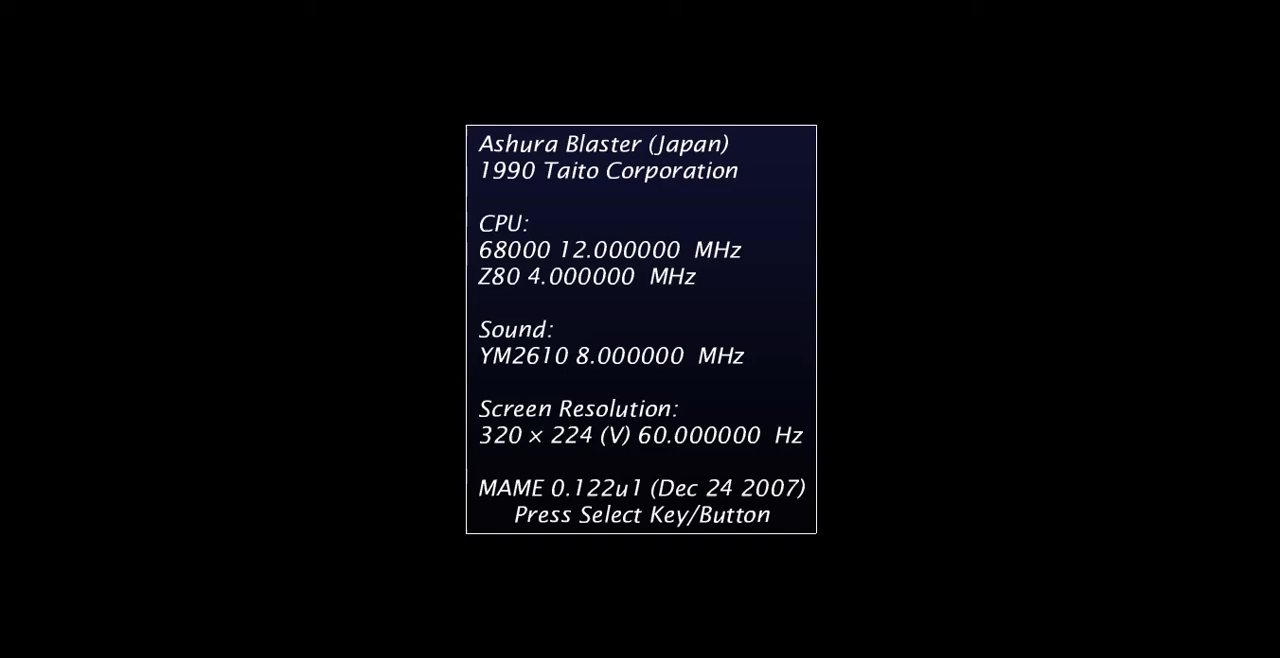 Ashura Blaster (Japan)
1990 Taito Corporation
CPU:
68000 12.000000 MHz
Z80 4.000000 MHz
Sound:
YM2610 8.000000 MHz
Screen Resolution:
320 × 224 (V) 60.000000 Hz
MAME 0.122u1 (Dec 24 2007)
Press Select Key/Button